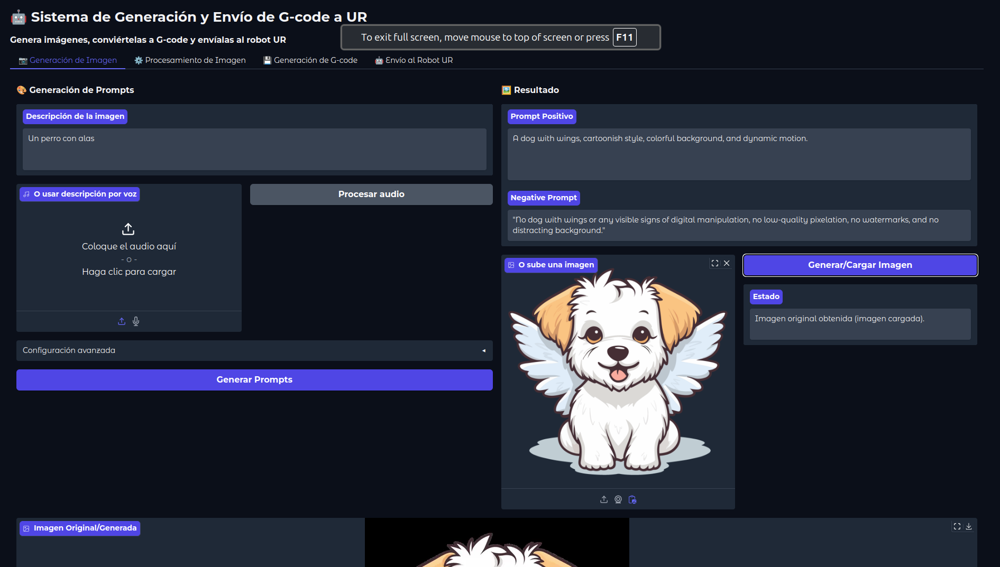 Sistema de Generación y Envío de G-code a UR
To exit full screen, move mouse to top of screen or press F11
Genera imágenes, conviértelas a G-code y envíalas al robot UR
Generación de Imagen
Procesamiento de Imagen
Generación de G-code
Envío al Robot UR
Generación de Prompts
Descripción de la imagen
Un perro con alas
O usar descripción por voz
Coloque el audio aquí
- o -
Haga clic para cargar
Procesar audio
Configuración avanzada
Generar Prompts
Resultado
Prompt Positivo
A dog with wings, cartoonish style, colorful background, and dynamic motion.
Negative Prompt
"No dog with wings or any visible signs of digital manipulation, no low-quality pixelation, no watermarks, and no
distracting background."
O sube una imagen
Generar/Cargar Imagen
Estado
Imagen original obtenida (imagen cargada).
Imagen Original/Generada